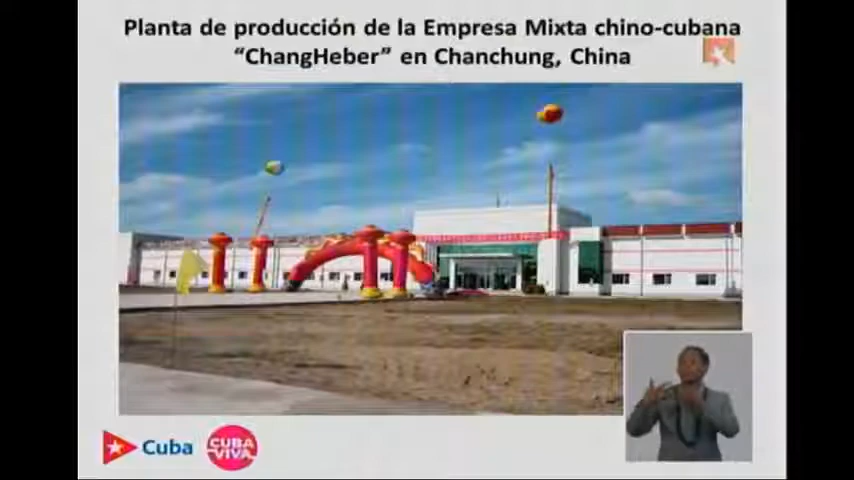 Planta de producción de la Empresa Mixta chino-cubana
“ChangHeber” en Chanchung, China
Cuba
CUBA
VIVA